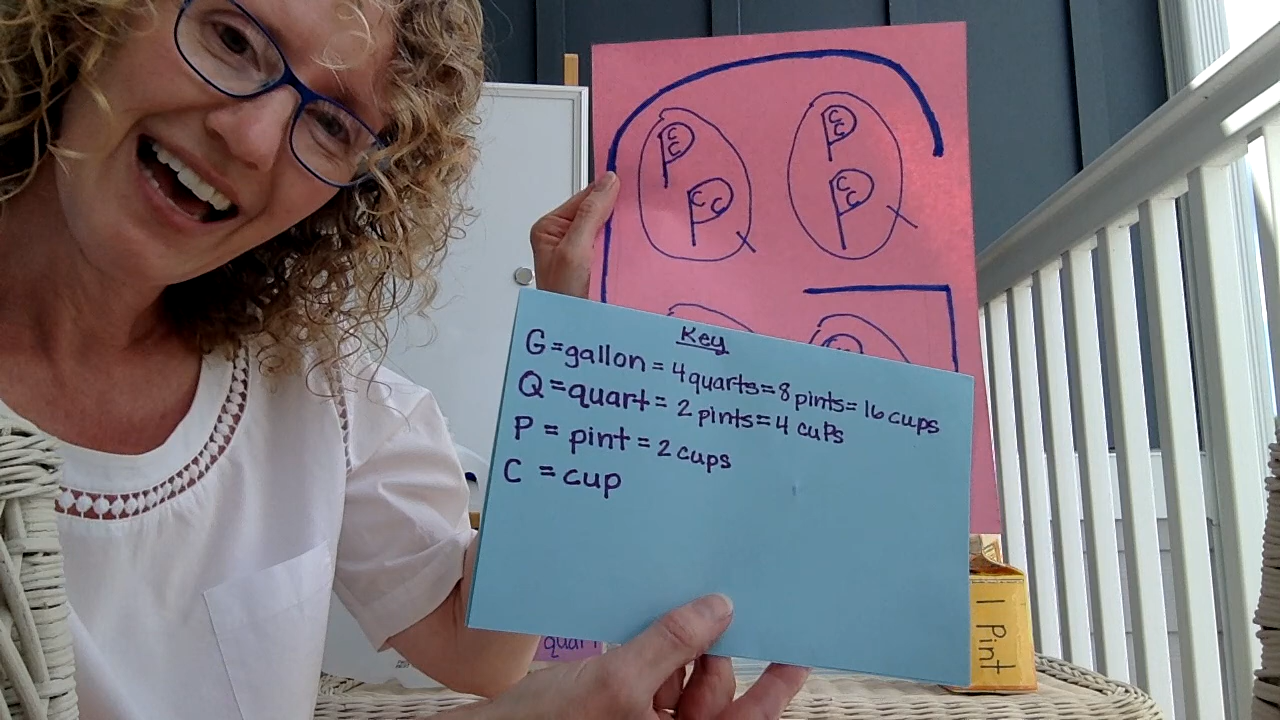 C C
C C
P
P
C C
C C
P
P
Key
G=gallon = 4 quarts = 8 pints = 16 cups
Q=quart = 2 pints = 4 cups
P = pint = 2 cups
C = cup
1 Pint